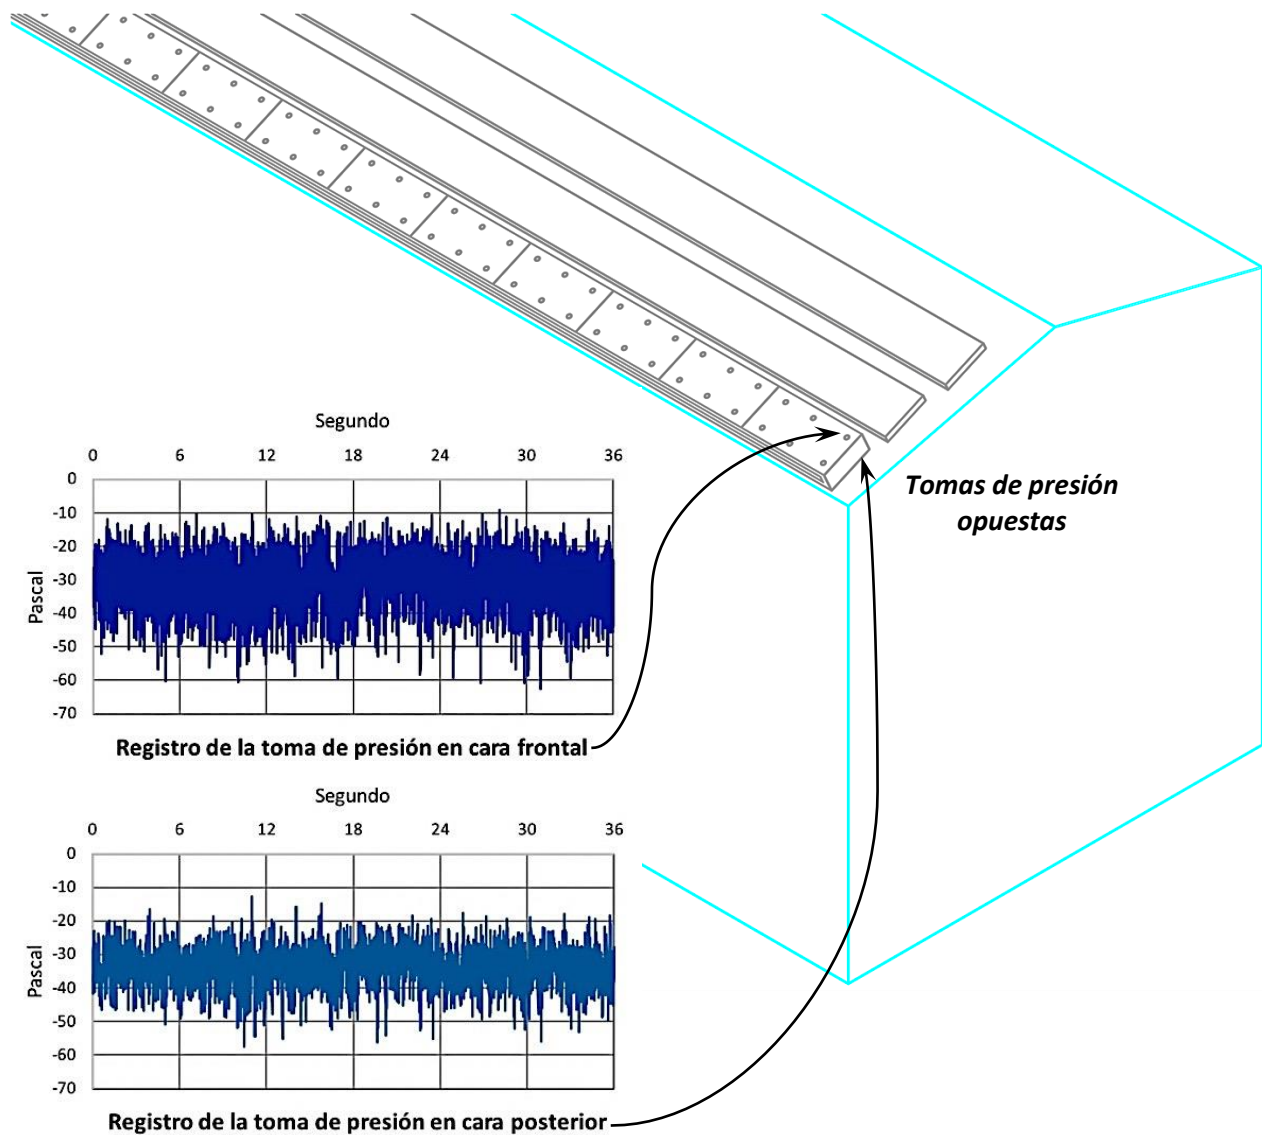 Segundo
0 6 12 18 24 30 36
0
-10
-20
-30
-40
-50
-60
-70
Pascal
Registro de la toma de presión en cara frontal
Tomas de presión
opuestas
Segundo
0 6 12 18 24 30 36
0
-10
-20
-30
-40
-50
-60
-70
Pascal
Registro de la toma de presión en cara posterior